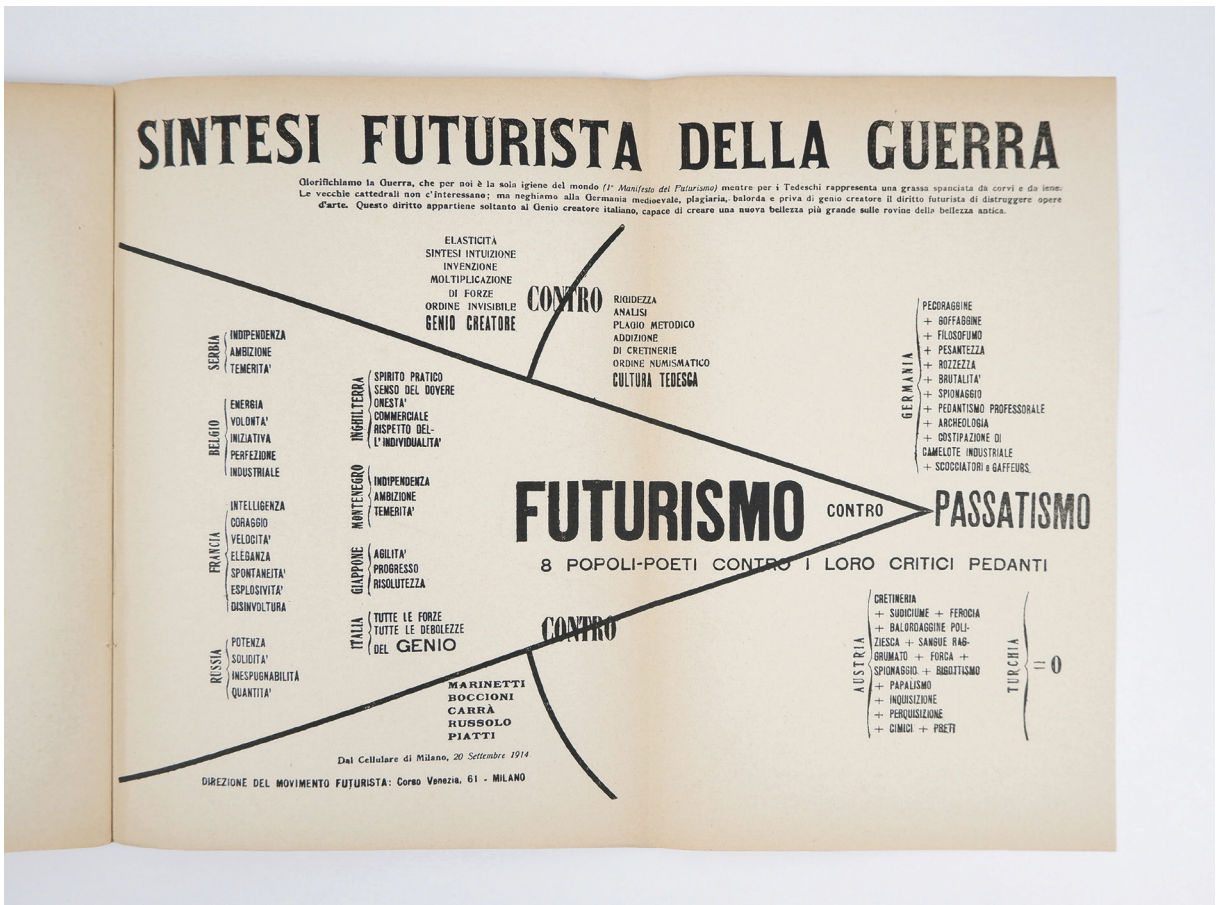 SINTESI FUTURISTA DELLA GUERRA
Glorifichiamo la Guerra, che per noi è la sola igiene del mondo (1° Manifesto del Futurismo) mentre per i Tedeschi rappresenta una grassa spanciata da corvi e da iene.
Le vecchie cattedrali non c'interessano; ma neghiamo alla Germania medioevale, plagiaria, balorda e priva di genio creatore il diritto futurista di distruggere opere
d'arte. Questo diritto appartiene soltanto al Genio creatore italiano, capace di creare una nuova bellezza più grande sulle rovine della bellezza antica.
ELASTICITÀ
SINTESI INTUIZIONE
INVENZIONE
MOLTIPLICAZIONE
DI FORZE
ORDINE INVISIBILE
GENIO CREATORE
CONTRO
RIGIDEZZA
ANALISI
PLAGIO METODICO
ADDIZIONE
DI CRETINERIE
ORDINE NUMISMATICO
CULTURA TEDESCA
SERBIA
INDIPENDENZA
AMBIZIONE
TEMERITA'
BELGIO
ENERGIA
VOLONTA'
INIZIATIVA
PERFEZIONE
INDUSTRIALE
FRANCIA
INTELLIGENZA
CORAGGIO
VELOCITA'
ELEGANZA
SPONTANEITA'
ESPLOSIVITA'
DISINVOLTURA
RUSSIA
POTENZA
SOLIDITA'
INESPUGNABILITÀ
QUANTITA'
INGHILTERRA
SPIRITO PRATICO
SENSO DEL DOVERE
ONESTA'
COMMERCIALE
RISPETTO DEL-
L'INDIVIDUALITA'
MONTENEGRO
INDIPENDENZA
AMBIZIONE
TEMERITA'
GIAPPONE
AGILITA'
PROGRESSO
RISOLUTEZZA
ITALIA
TUTTE LE FORZE
TUTTE LE DEBOLEZZE
DEL GENIO
FUTURISMO CONTRO PASSATISMO
8 POPOLI-POETI CONTRO I LORO CRITICI PEDANTI
GERMANIA
PECORAGGINE
+ GOFFAGGINE
+ FILOSOFUMO
+ PESANTEZZA
+ ROZZEZZA
+ BRUTALITA'
+ SPIONAGGIO
+ PEDANTISMO PROFESSORALE
+ ARCHEOLOGIA
+ COSTIPAZIONE DI
CAMELOTE INDUSTRIALE
+ SCOCCIATORI e GAFFEURS
CONTRO
AUSTRIA
CRETINERIA
+ SUDICIUME + FEROCIA
+ BALORDAGGINE POLI-
ZIESCA + SANGUE RAG-
GRUMATO + FORCA +
SPIONAGGIO + BIGOTTISMO
+ PAPALISMO
+ INQUISIZIONE
+ PERQUISIZIONE
+ CIMICI + PRETI
TURCHIA
= 0
MARINETTI
BOCCIONI
CARRÀ
RUSSOLO
PIATTI
Dal Cellulare di Milano, 20 Settembre 1914
DIREZIONE DEL MOVIMENTO FUTURISTA: Corso Venezia, 61 - MILANO